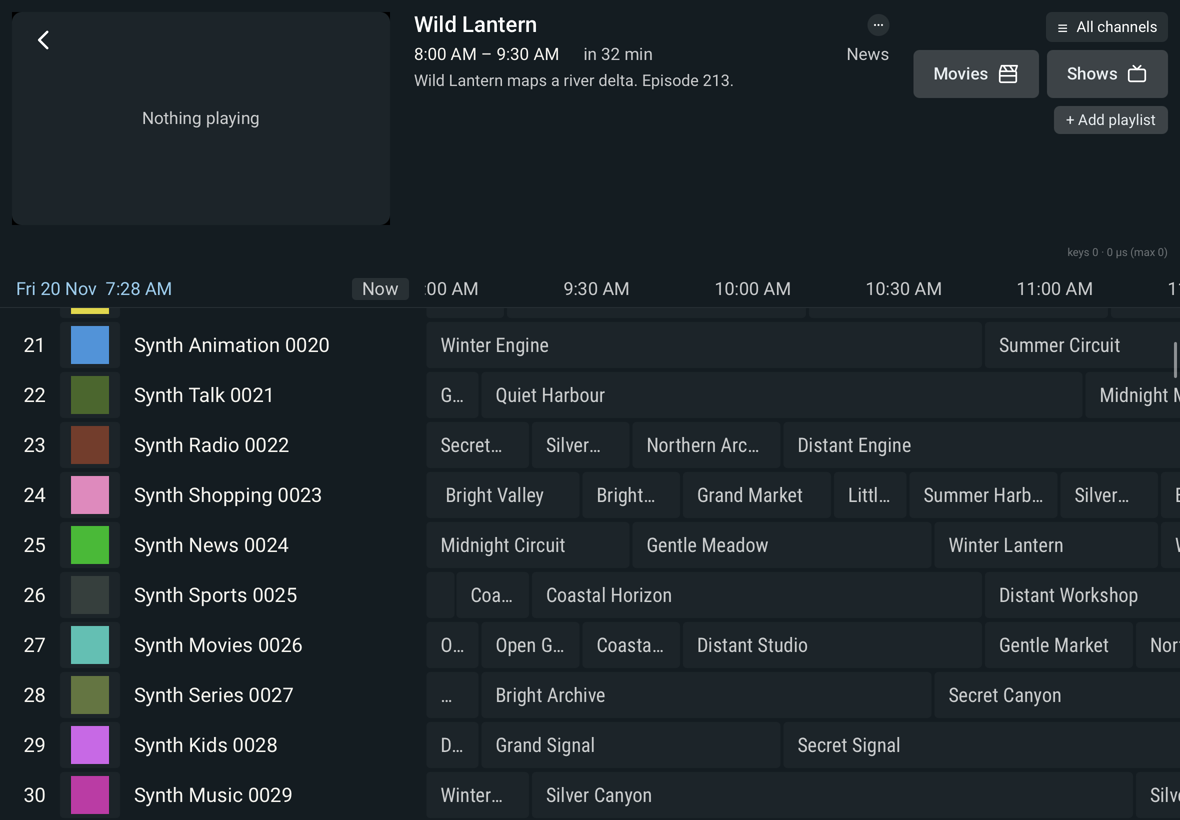 Wild Lantern
8:00 AM – 9:30 AM in 32 min
News
Wild Lantern maps a river delta. Episode 213.
All channels
Movies
Shows
+ Add playlist
Nothing playing
keys 0 · 0 µs (max 0)
Fri 20 Nov 7:28 AM Now :00 AM 9:30 AM 10:00 AM 10:30 AM 11:00 AM
21 Synth Animation 0020 Winter Engine Summer Circuit
22 Synth Talk 0021 G... Quiet Harbour Midnight
23 Synth Radio 0022 Secret... Silver... Northern Arc... Distant Engine
24 Synth Shopping 0023 Bright Valley Bright... Grand Market Littl... Summer Harb... Silver...
25 Synth News 0024 Midnight Circuit Gentle Meadow Winter Lantern
26 Synth Sports 0025 Coa... Coastal Horizon Distant Workshop
27 Synth Movies 0026 O... Open G... Coasta... Distant Studio Gentle Market
28 Synth Series 0027 ... Bright Archive Secret Canyon
29 Synth Kids 0028 D... Grand Signal Secret Signal
30 Synth Music 0029 Winter... Silver Canyon